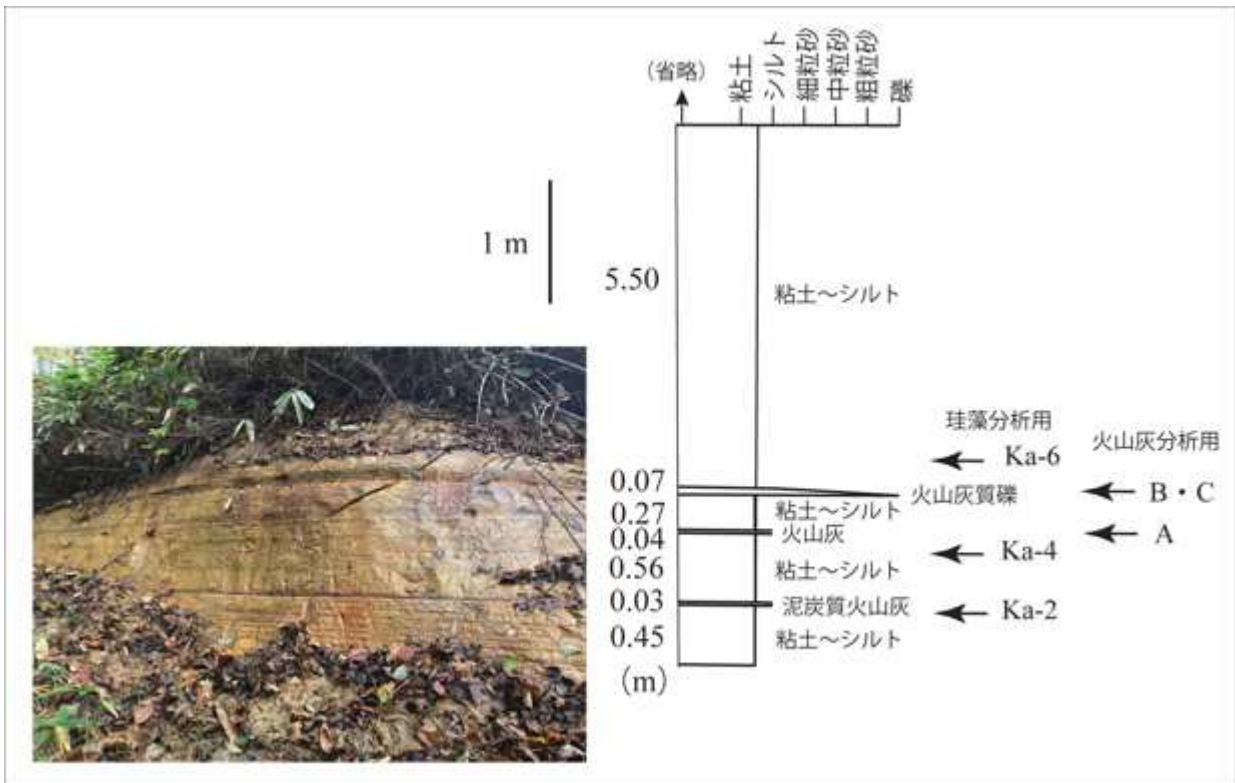 (省略)
粘土
シルト
細粒砂
中粒砂
粗粒砂
礫
1 m
5.50
粘土～シルト
珪藻分析用
火山灰分析用
Ka-6
0.07
火山灰質礫
B・C
0.27
粘土～シルト
0.04
火山灰
A
Ka-4
0.56
粘土～シルト
0.03
泥炭質火山灰
Ka-2
0.45
粘土～シルト
(m)